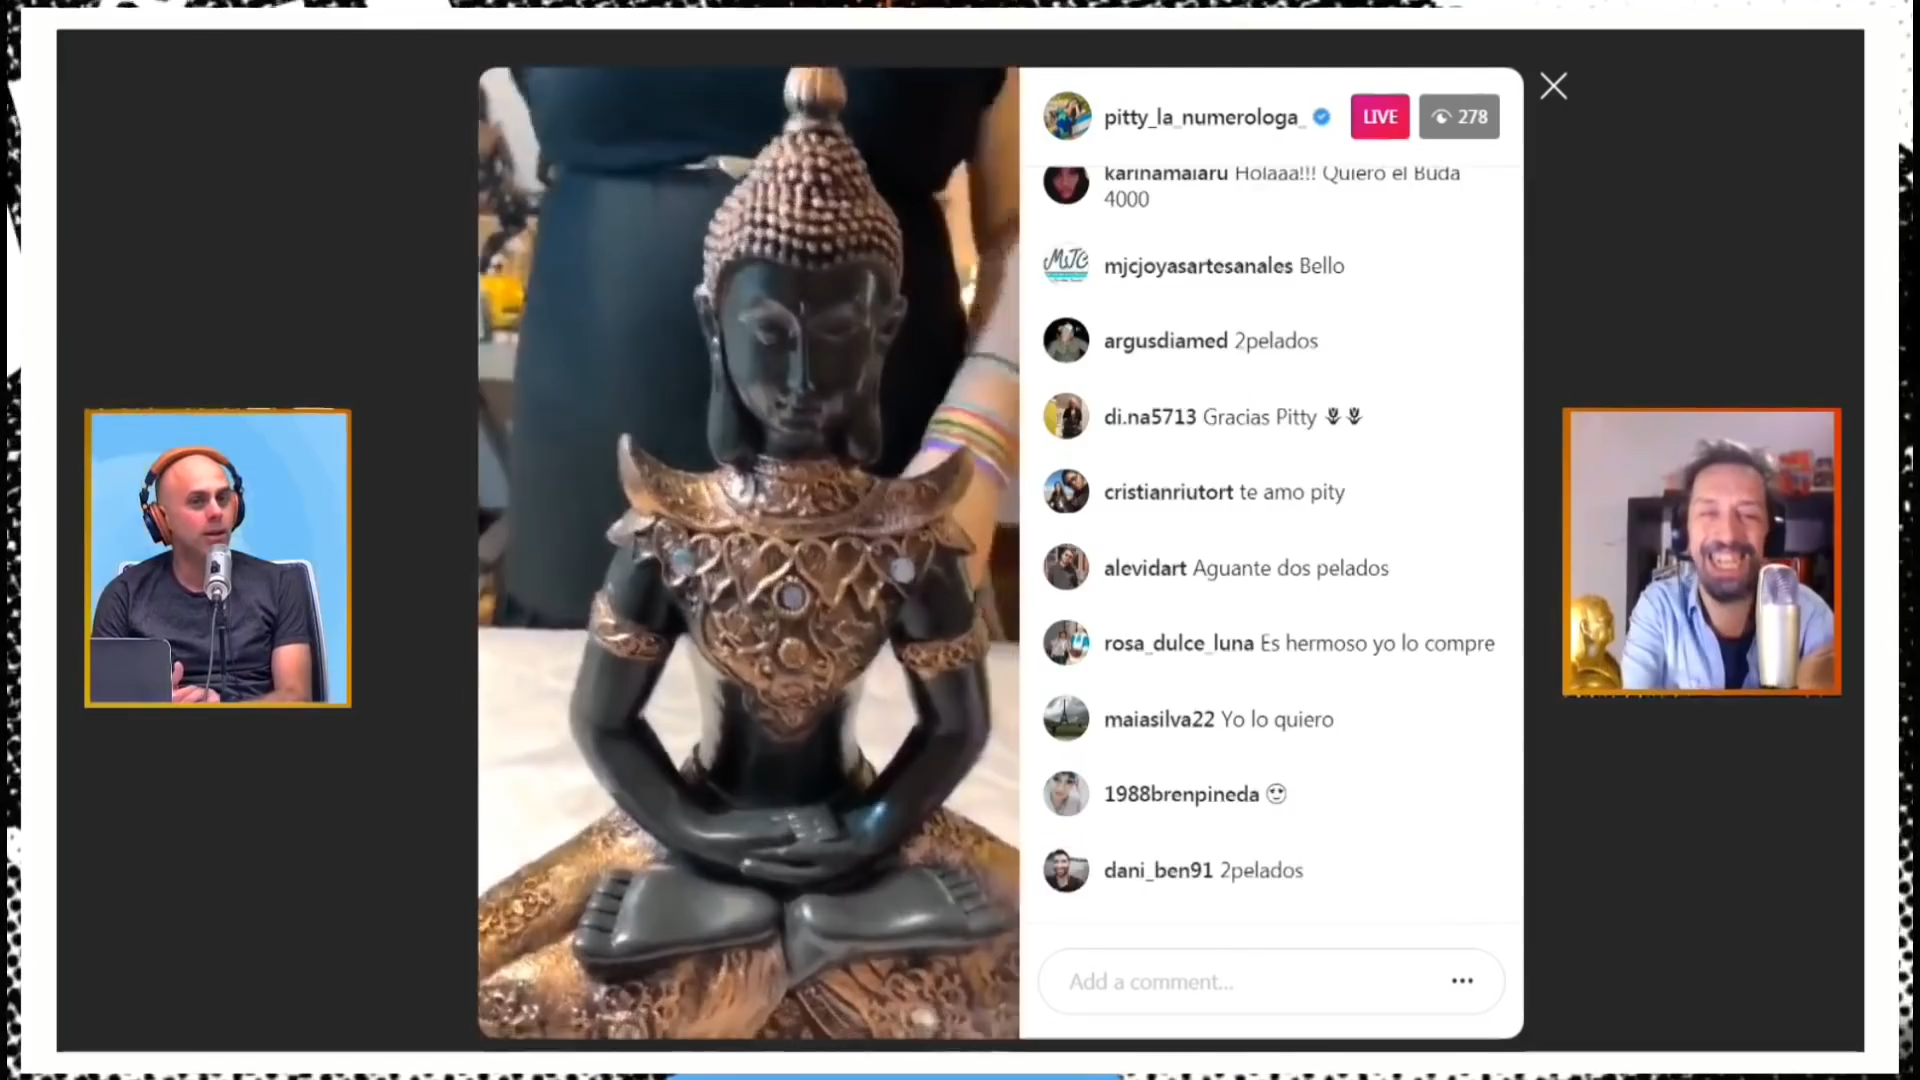 pitty_la_numerologa_
LIVE
278
karinamaiaru Holaaa!!! Quiero el Buda
4000
MJJC
mjcjoyasartesanales Bello
argusdiamed 2pelados
di.na5713 Gracias Pitty
cristianriutort te amo pity
alevidart Aguante dos pelados
rosa_dulce_luna Es hermoso yo lo compre
maiasilva22 Yo lo quiero
1988brenpineda
dani_ben91 2pelados
Add a comment...